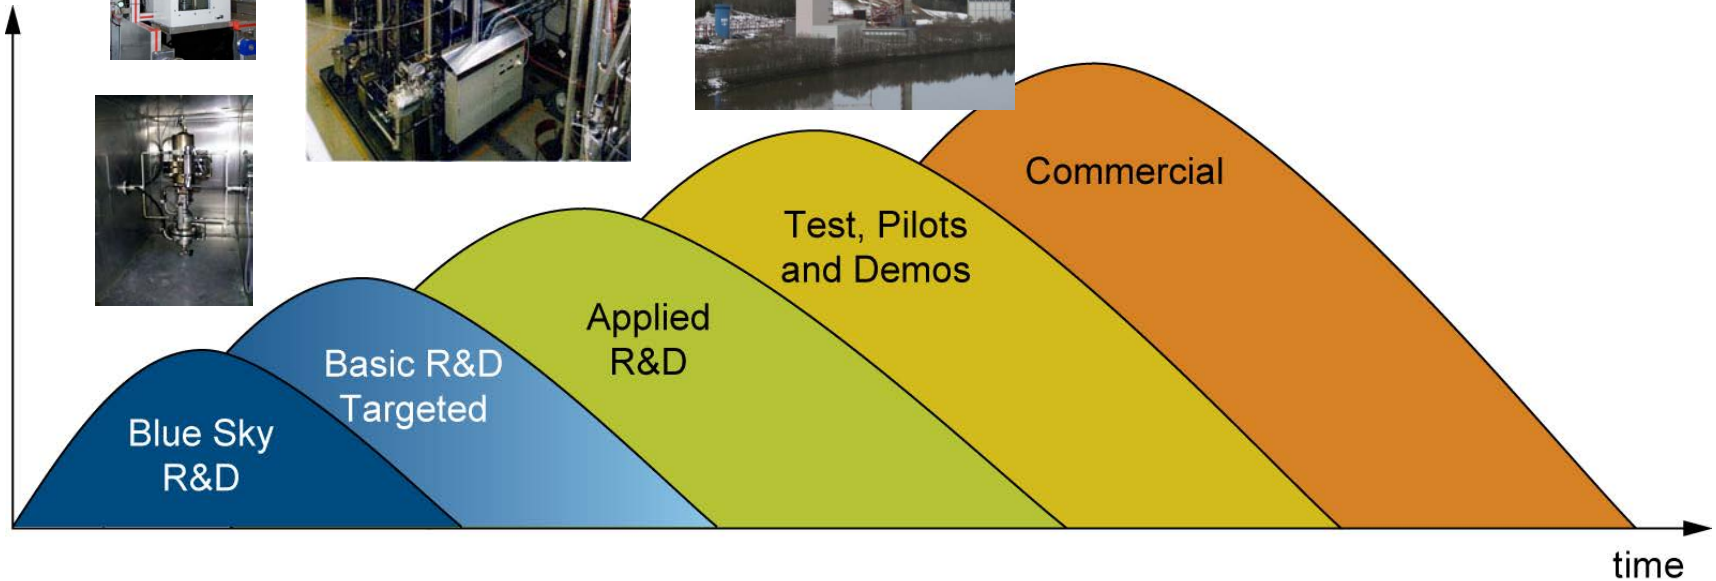 Commercial
Test, Pilots
and Demos
Applied
R&D
Basic R&D
Targeted
Blue Sky
R&D
time